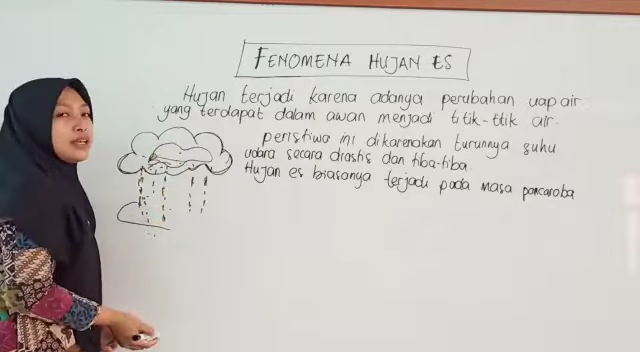 FENOMENA HUJAN ES
Hujan terjadi karena adanya perubahan uap air
yang terdapat dalam awan menjadi titik-titik air.
peristiwa ini dikarenakan turunnya suhu
udara secara drastis dan tiba-tiba.
Hujan es biasanya terjadi pada masa pancaroba